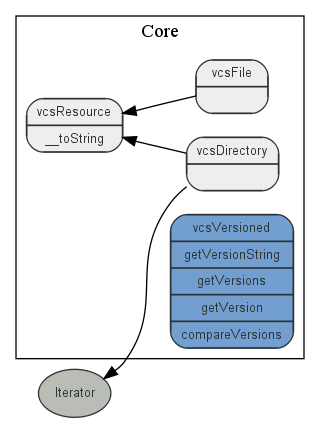 Core
vcsFile
vcsResource
__toString
vcsDirectory
vcsVersioned
getVersionString
getVersions
getVersion
compareVersions
Iterator